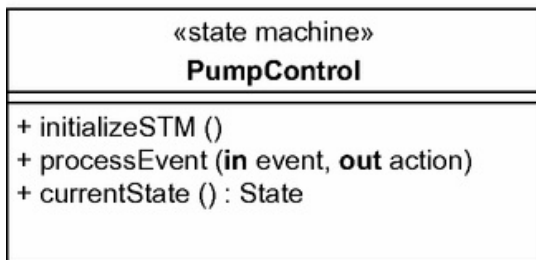 «state machine»
PumpControl
+ initializeSTM ()
+ processEvent (in event, out action)
+ currentState () : State